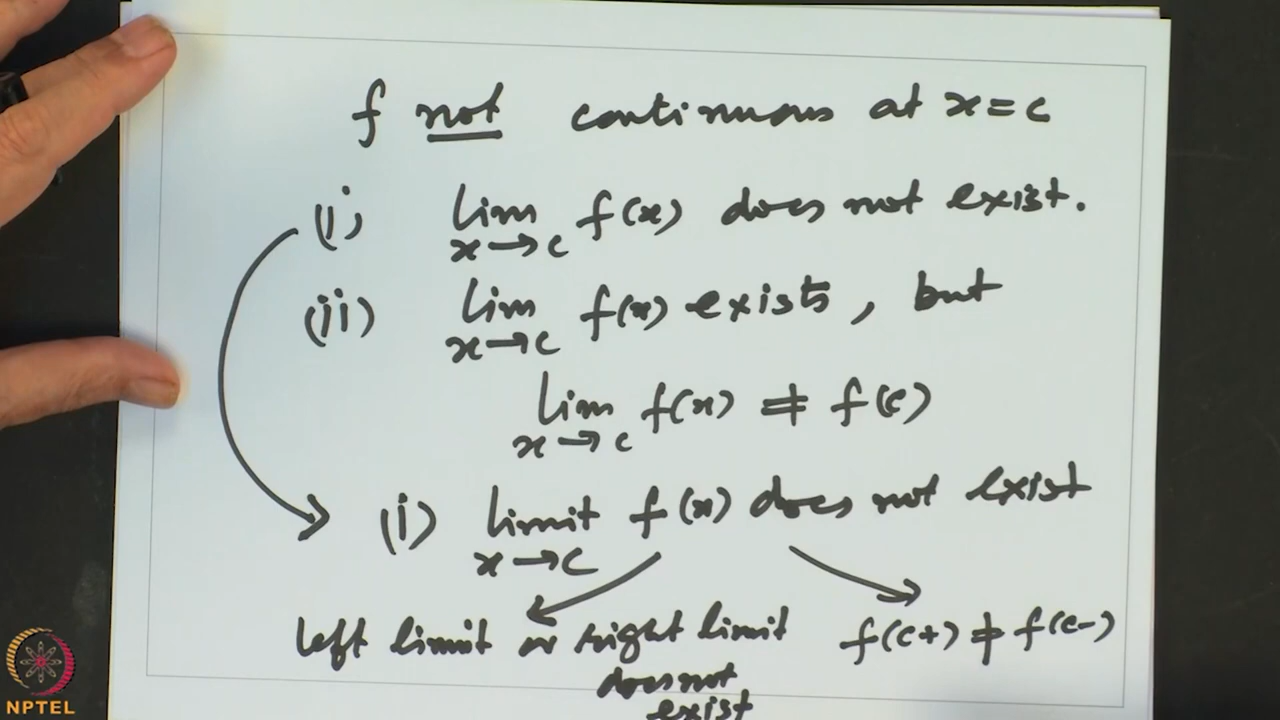 f not continuous at x = c
(i) lim f(x) does not exist.
x→c
(ii) lim f(x) exists, but
x→c
lim f(x) ≠ f(c)
x→c
(i) limit f(x) does not exist
x→c
left limit or right limit f(c+) ≠ f(c-)
does not
exist
NPTEL